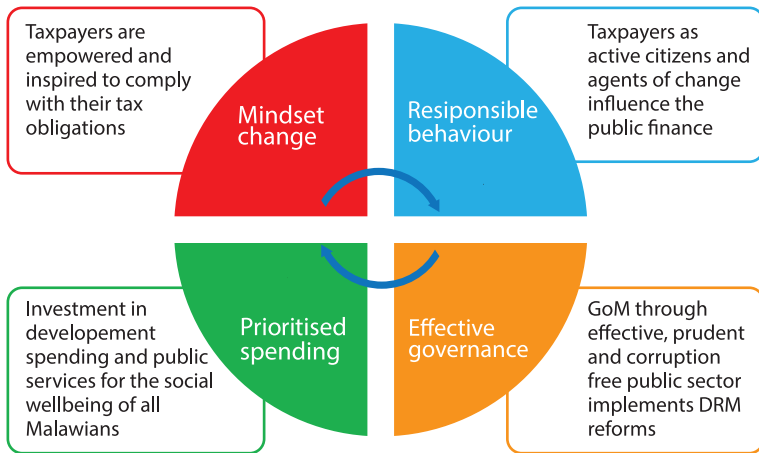 Taxpayers are
empowered and
inspired to comply
with their tax
obligations
Mindset
change
Resiponsible
behaviour
Taxpayers as
active citizens and
agents of change
influence the
public finance
Investment in
developement
spending and public
services for the social
wellbeing of all
Malawians
Prioritised
spending
Effective
governance
GoM through
effective, prudent
and corruption
free public sector
implements DRM
reforms